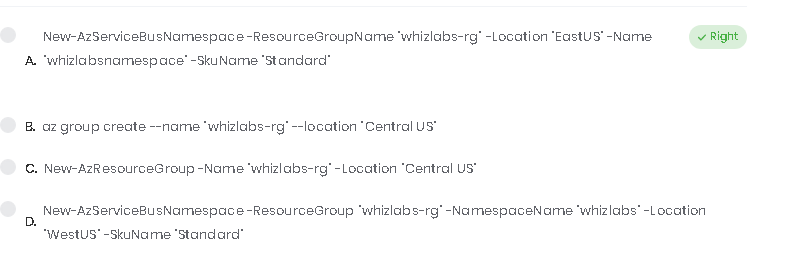 New-AzServiceBusNamespace -ResourceGroupName "whizlabs-rg" -Location "EastUS" -Name
Right
A. "whizlabsnamespace" -SkuName "Standard"
B. az group create --name "whizlabs-rg" --location "Central US"
C. New-AzResourceGroup -Name "whizlabs-rg" -Location "Central US"
New-AzServiceBusNamespace -ResourceGroup "whizlabs-rg" -NamespaceName "whizlabs" -Location
D. "WestUS" -SkuName "Standard"